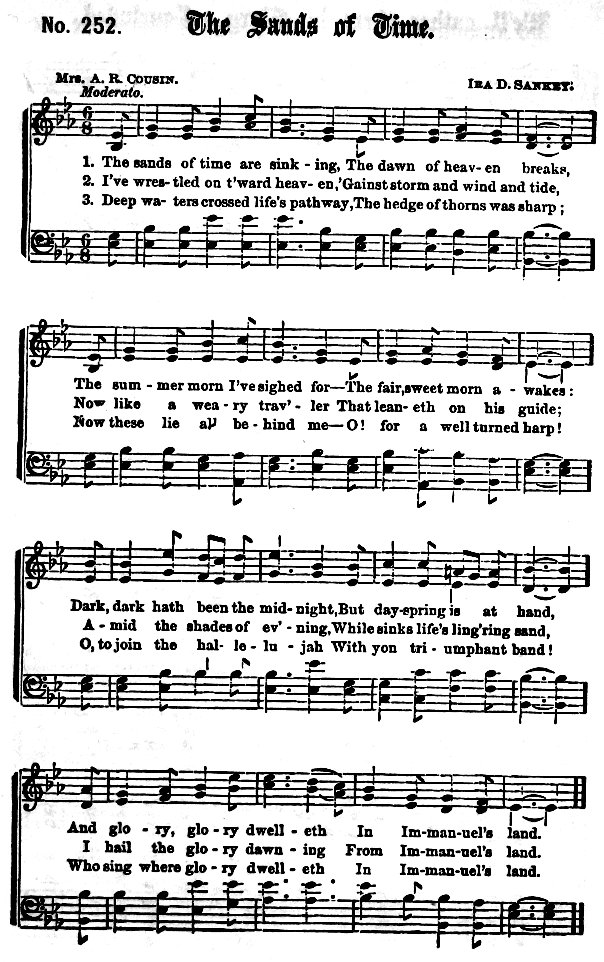 No. 252. The Sands of Time.
Mrs. A. R. Cousin. Ira D. Sankey.
Moderato.
1. The sands of time are sink - ing, The dawn of heav - en breaks,
2. I've wres - tled on t'ward heav - en, 'Gainst storm and wind and tide,
3. Deep wa - ters crossed life's pathway, The hedge of thorns was sharp;
The sum - mer morn I've sighed for—The fair, sweet morn a - wakes:
Now like a wea - ry trav' - ler That lean - eth on his guide;
Now these lie all be - hind me—O! for a well turned harp!
Dark, dark hath been the mid - night, But day-spring is at hand,
A - mid the shades of ev' - ning, While sinks life's ling'ring sand,
O, to join the hal - le - lu - jah With yon tri - umphant band!
And glo - ry, glo - ry dwell - eth In Im-man-uel's land.
I hail the glo - ry dawn - ing From Im-man-uel's land.
Who sing where glo - ry dwell - eth In Im-man-uel's land.